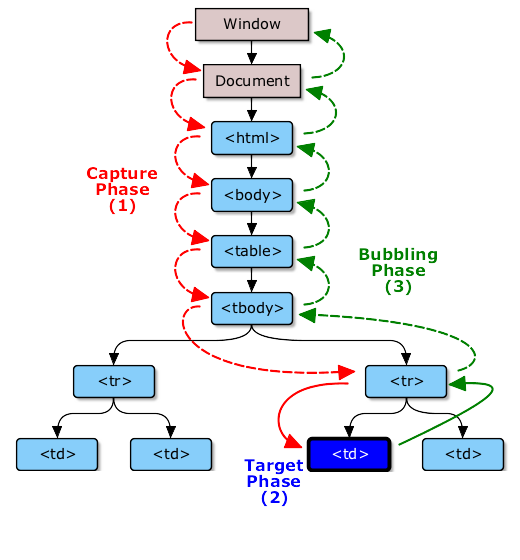 Window
Document
<html>
Capture
Phase
(1)
<body>
<table>
Bubbling
Phase
(3)
<tbody>
<tr>
<tr>
<td>
<td>
<td>
<td>
Target
Phase
(2)